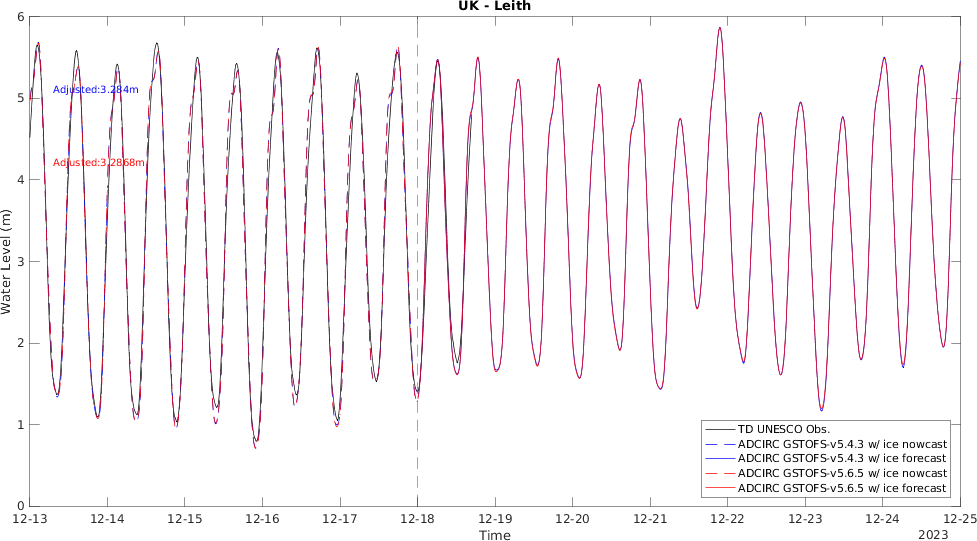 UK - Leith
6
5
4
3
2
1
0
Water Level (m)
Adjusted:3.284m
Adjusted:3.2868m
TD UNESCO Obs.
ADCIRC GSTOFS-v5.4.3 w/ ice nowcast
ADCIRC GSTOFS-v5.4.3 w/ ice forecast
ADCIRC GSTOFS-v5.6.5 w/ ice nowcast
ADCIRC GSTOFS-v5.6.5 w/ ice forecast
12-13 12-14 12-15 12-16 12-17 12-18 12-19 12-20 12-21 12-22 12-23 12-24 12-25
Time
2023